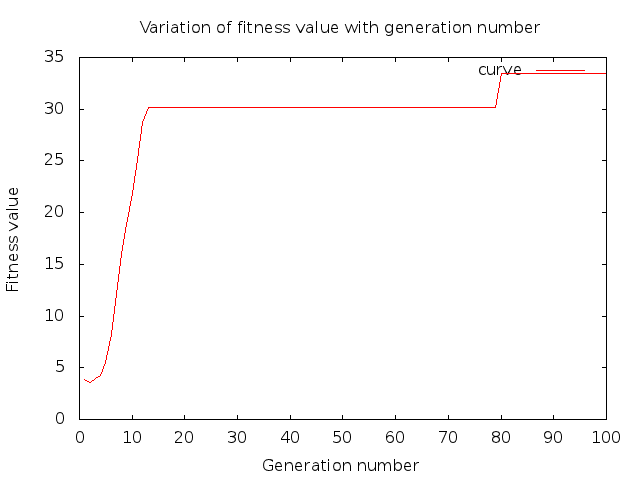 Variation of fitness value with generation number
35
30
25
20
15
10
5
0
Fitness value
curve
0 10 20 30 40 50 60 70 80 90 100
Generation number